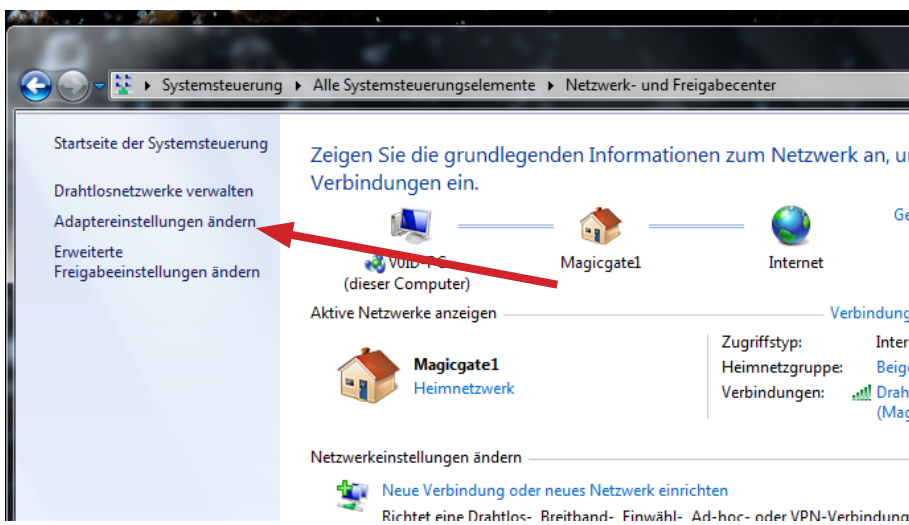 Systemsteuerung ▸ Alle Systemsteuerungselemente ▸ Netzwerk- und Freigabecenter
Startseite der Systemsteuerung
Drahtlosnetzwerke verwalten
Adaptereinstellungen ändern
Erweiterte
Freigabeeinstellungen ändern
Zeigen Sie die grundlegenden Informationen zum Netzwerk an,
Verbindungen ein.
(dieser Computer)
Magicgate1
Internet
Aktive Netzwerke anzeigen
Verbindung
Magicgate1
Heimnetzwerk
Zugriffstyp: Inter
Heimnetzgruppe: Beige
Verbindungen: Drah
(Mag
Netzwerkeinstellungen ändern
Neue Verbindung oder neues Netzwerk einrichten
Richtet eine Drahtlos-, Breitband-, Einwähl-, Ad-hoc- oder VPN-Verbindung